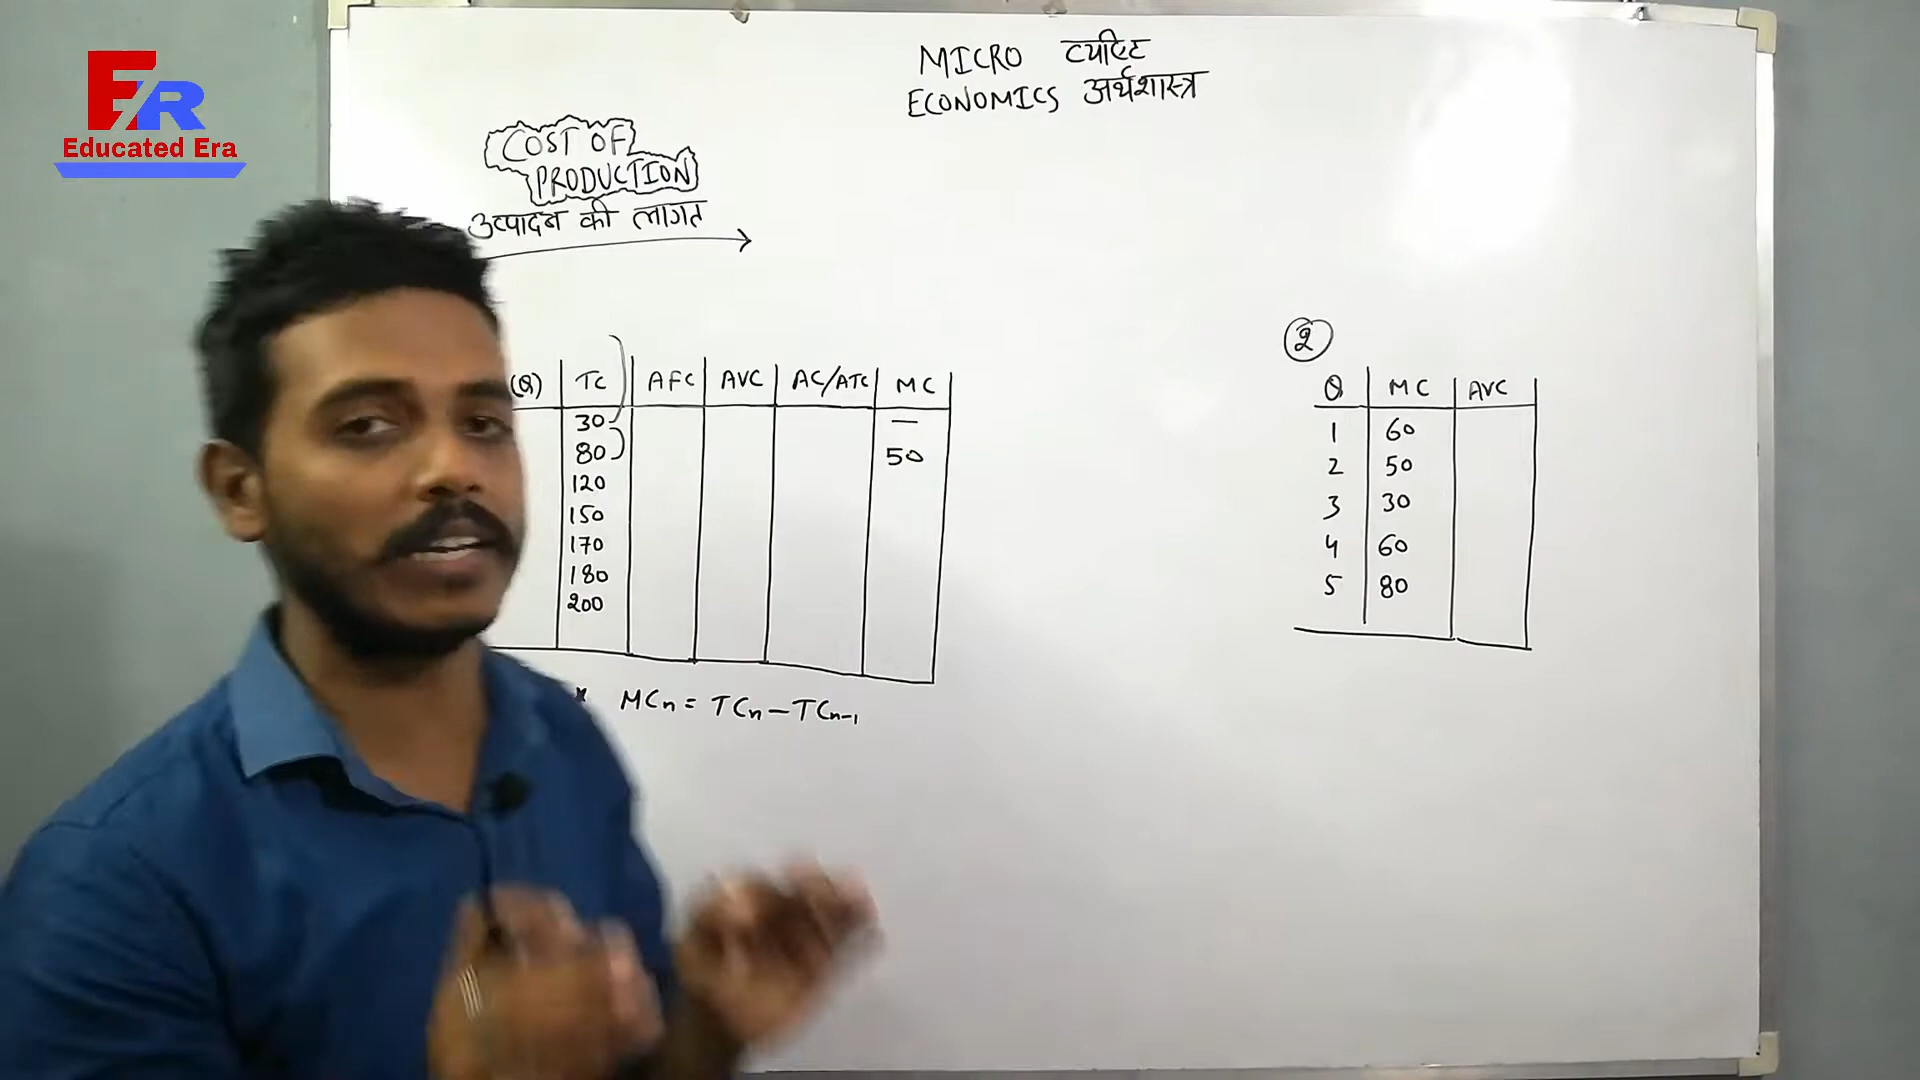 Educated Era
MICRO व्यष्टि
ECONOMICS अर्थशास्त्र
COST OF
PRODUCTION
उत्पादन की लागत
(Q) TC AFC AVC AC/ATC MC
30 —
80 50
120
150
170
180
200
* MCn = TCn – TCn-1
2
Q MC AVC
1 60
2 50
3 30
4 60
5 80